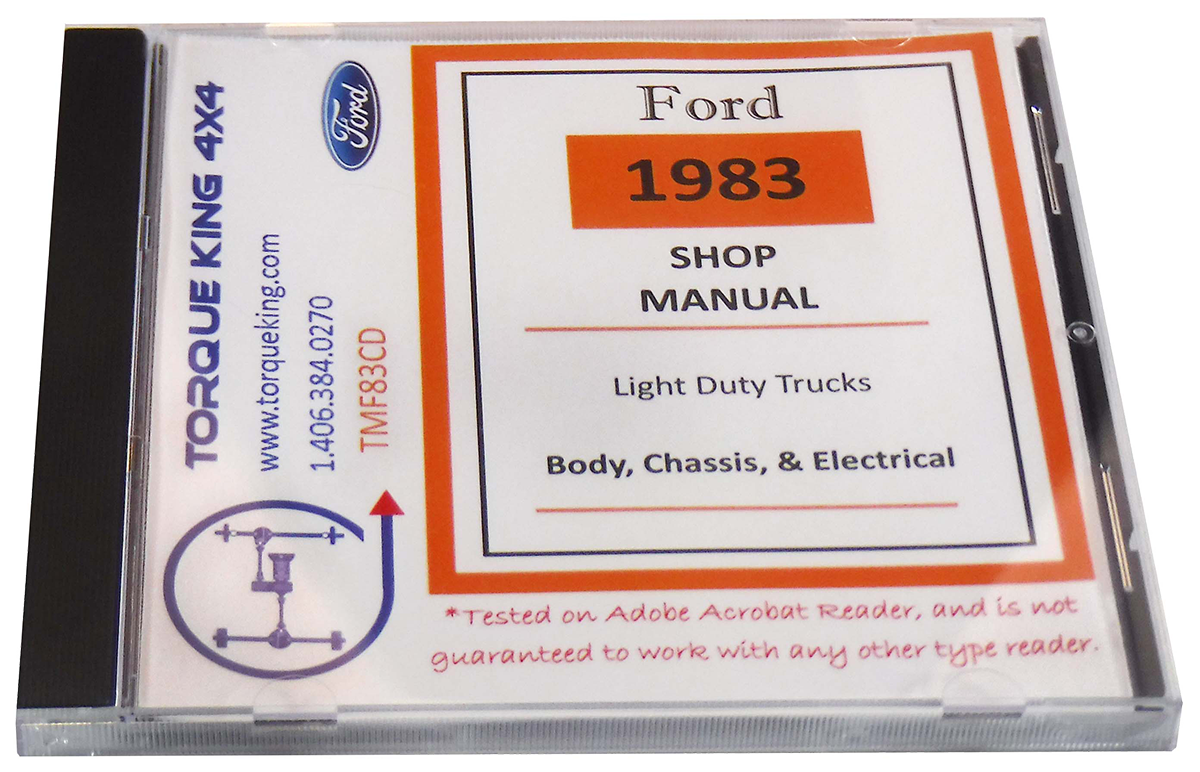 TORQUE KING 4X4
www.torqueking.com
1.406.384.0270
TMF83CD
Ford
Ford
1983
SHOP
MANUAL
Light Duty Trucks
Body, Chassis, & Electrical
*Tested on Adobe Acrobat Reader, and is not
guaranteed to work with any other type reader.